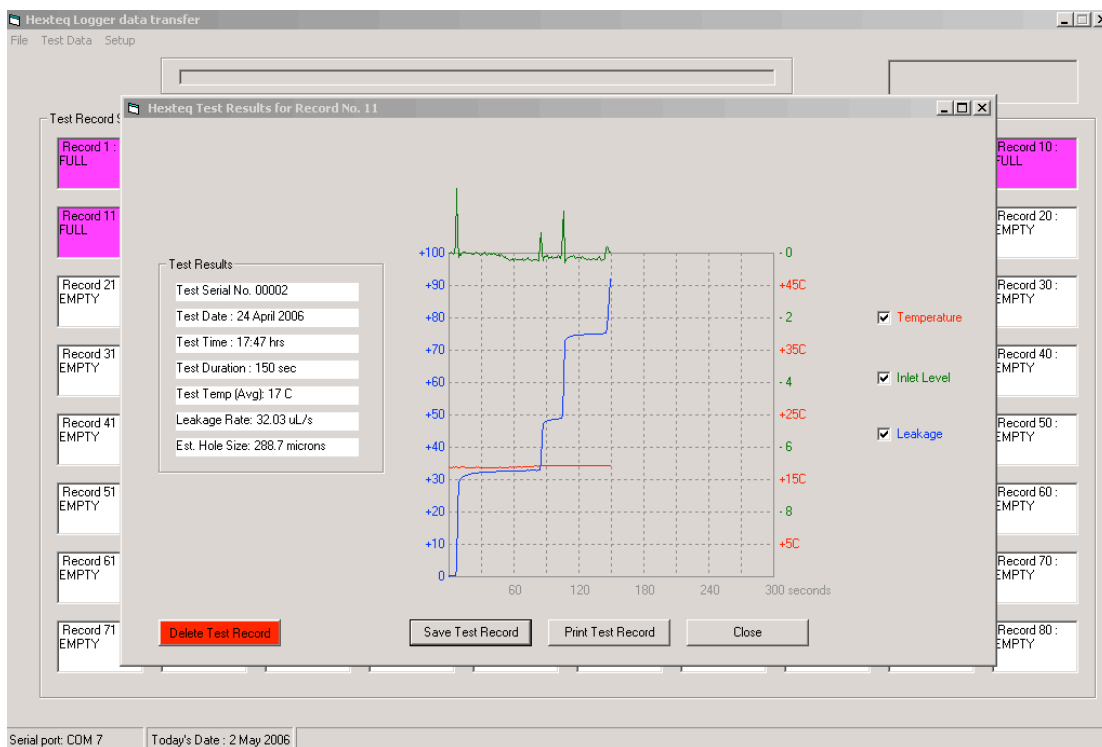 Hexteq Logger data transfer
File Test Data Setup
Hexteq Test Results for Record No. 11
Test Record S
Record 1 :
FULL
Record 10 :
FULL
Record 11
FULL
Record 20 :
EMPTY
Record 21
EMPTY
Record 30 :
EMPTY
Record 31
EMPTY
Record 40 :
EMPTY
Record 41
EMPTY
Record 50 :
EMPTY
Record 51
EMPTY
Record 60 :
EMPTY
Record 61
EMPTY
Record 70 :
EMPTY
Record 71
EMPTY
Record 80 :
EMPTY
Test Results
Test Serial No. 00002
Test Date : 24 April 2006
Test Time : 17:47 hrs
Test Duration : 150 sec
Test Temp (Avg): 17 C
Leakage Rate: 32.03 uL/s
Est. Hole Size: 288.7 microns
+100
+90
+80
+70
+60
+50
+40
+30
+20
+10
0
- 0
+45C
- 2
+35C
- 4
+25C
- 6
+15C
- 8
+5C
60 120 180 240 300 seconds
Temperature
Inlet Level
Leakage
Delete Test Record
Save Test Record
Print Test Record
Close
Serial port: COM 7
Today's Date : 2 May 2006